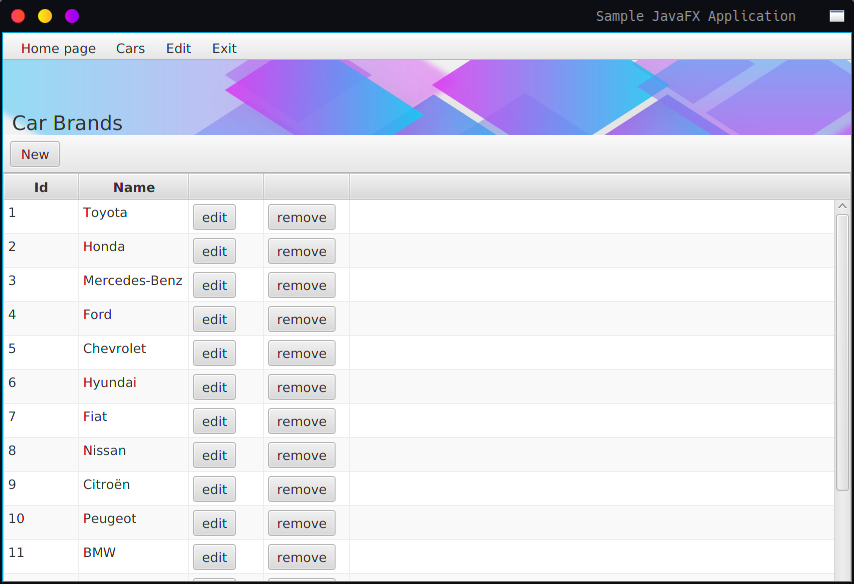 Sample JavaFX Application
Home page Cars Edit Exit
Car Brands
New
Id Name
1 Toyota edit remove
2 Honda edit remove
3 Mercedes-Benz edit remove
4 Ford edit remove
5 Chevrolet edit remove
6 Hyundai edit remove
7 Fiat edit remove
8 Nissan edit remove
9 Citroën edit remove
10 Peugeot edit remove
11 BMW edit remove